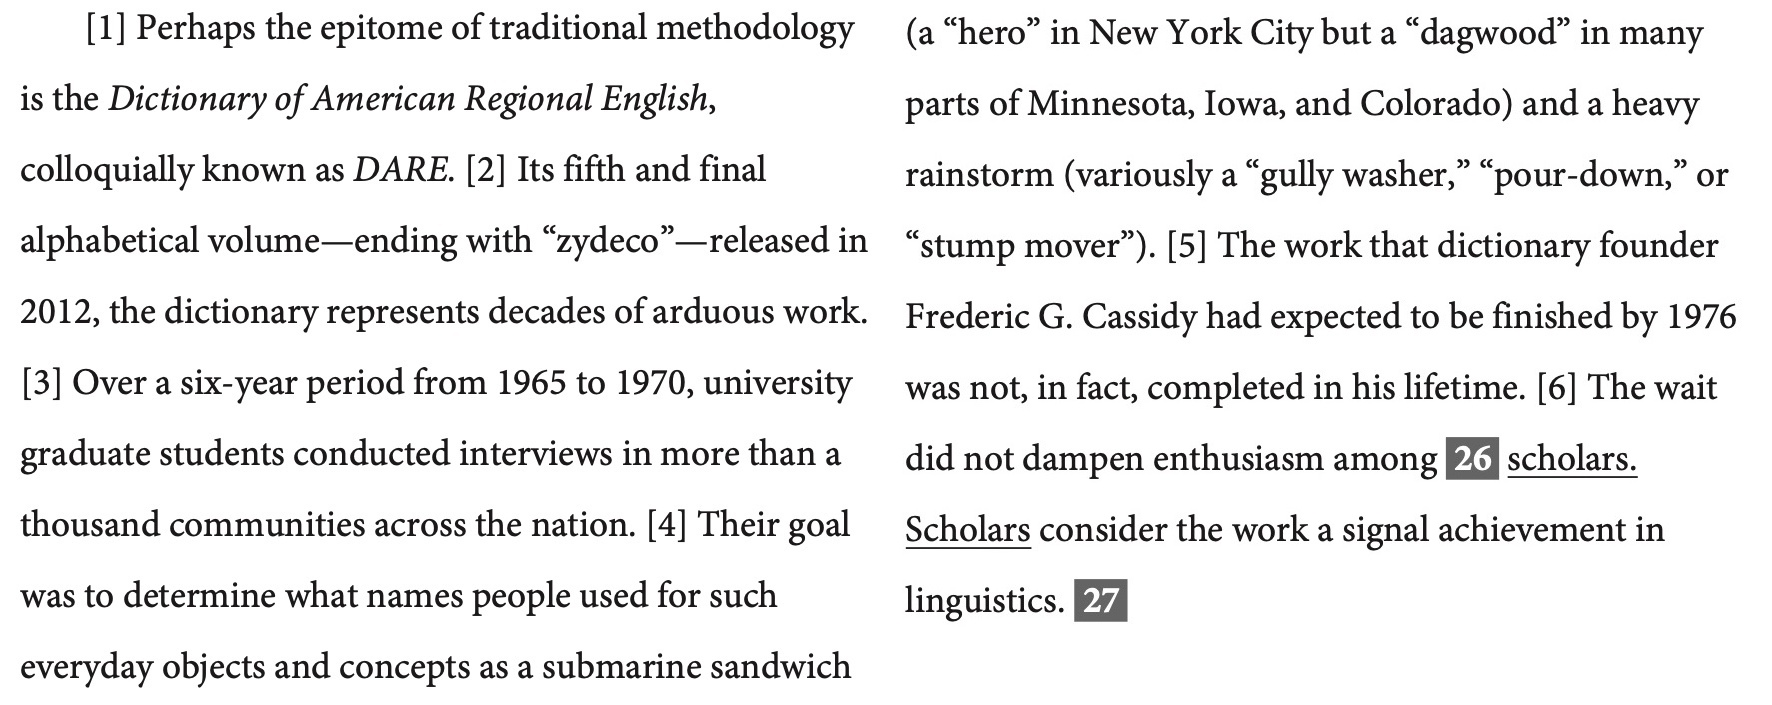 [1] Perhaps the epitome of traditional methodology
is the Dictionary of American Regional English,
colloquially known as DARE. [2] Its fifth and final
alphabetical volume—ending with “zydeco”—released in
2012, the dictionary represents decades of arduous work.
[3] Over a six-year period from 1965 to 1970, university
graduate students conducted interviews in more than a
thousand communities across the nation. [4] Their goal
was to determine what names people used for such
everyday objects and concepts as a submarine sandwich
(a “hero” in New York City but a “dagwood” in many
parts of Minnesota, Iowa, and Colorado) and a heavy
rainstorm (variously a “gully washer,” “pour-down,” or
“stump mover”). [5] The work that dictionary founder
Frederic G. Cassidy had expected to be finished by 1976
was not, in fact, completed in his lifetime. [6] The wait
did not dampen enthusiasm among 26 scholars.
Scholars consider the work a signal achievement in
linguistics. 27